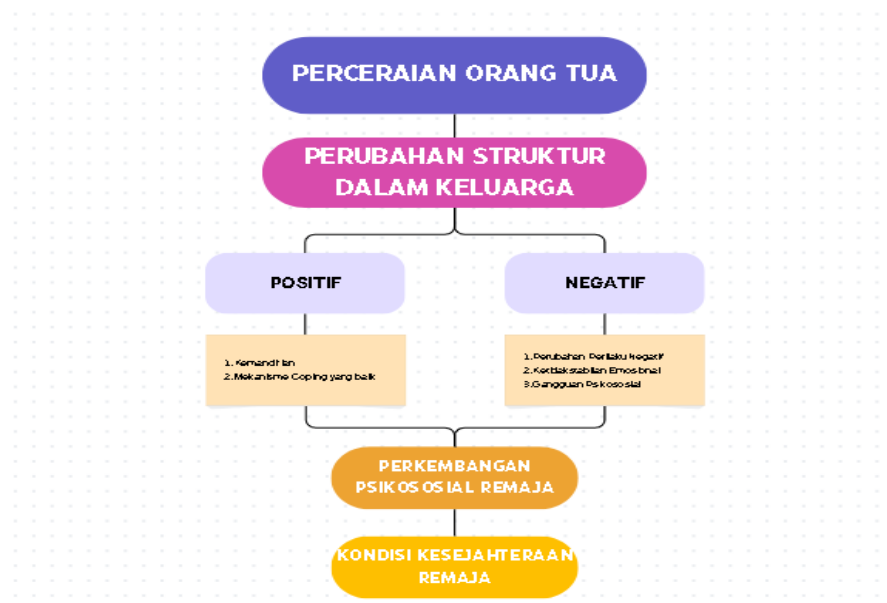 PERCERAIAN ORANG TUA
PERUBAHAN STRUKTUR
DALAM KELUARGA
POSITIF
NEGATIF
1. Kemandirian
2. Mekanisme Coping yang baik
1. Perubahan Perilaku Negatif
2. Ketidakstabilan Emosional
3. Gangguan Psikososial
PERKEMBANGAN
PSIKOSOSIAL REMAJA
KONDISI KESEJAHTERAAN
REMAJA